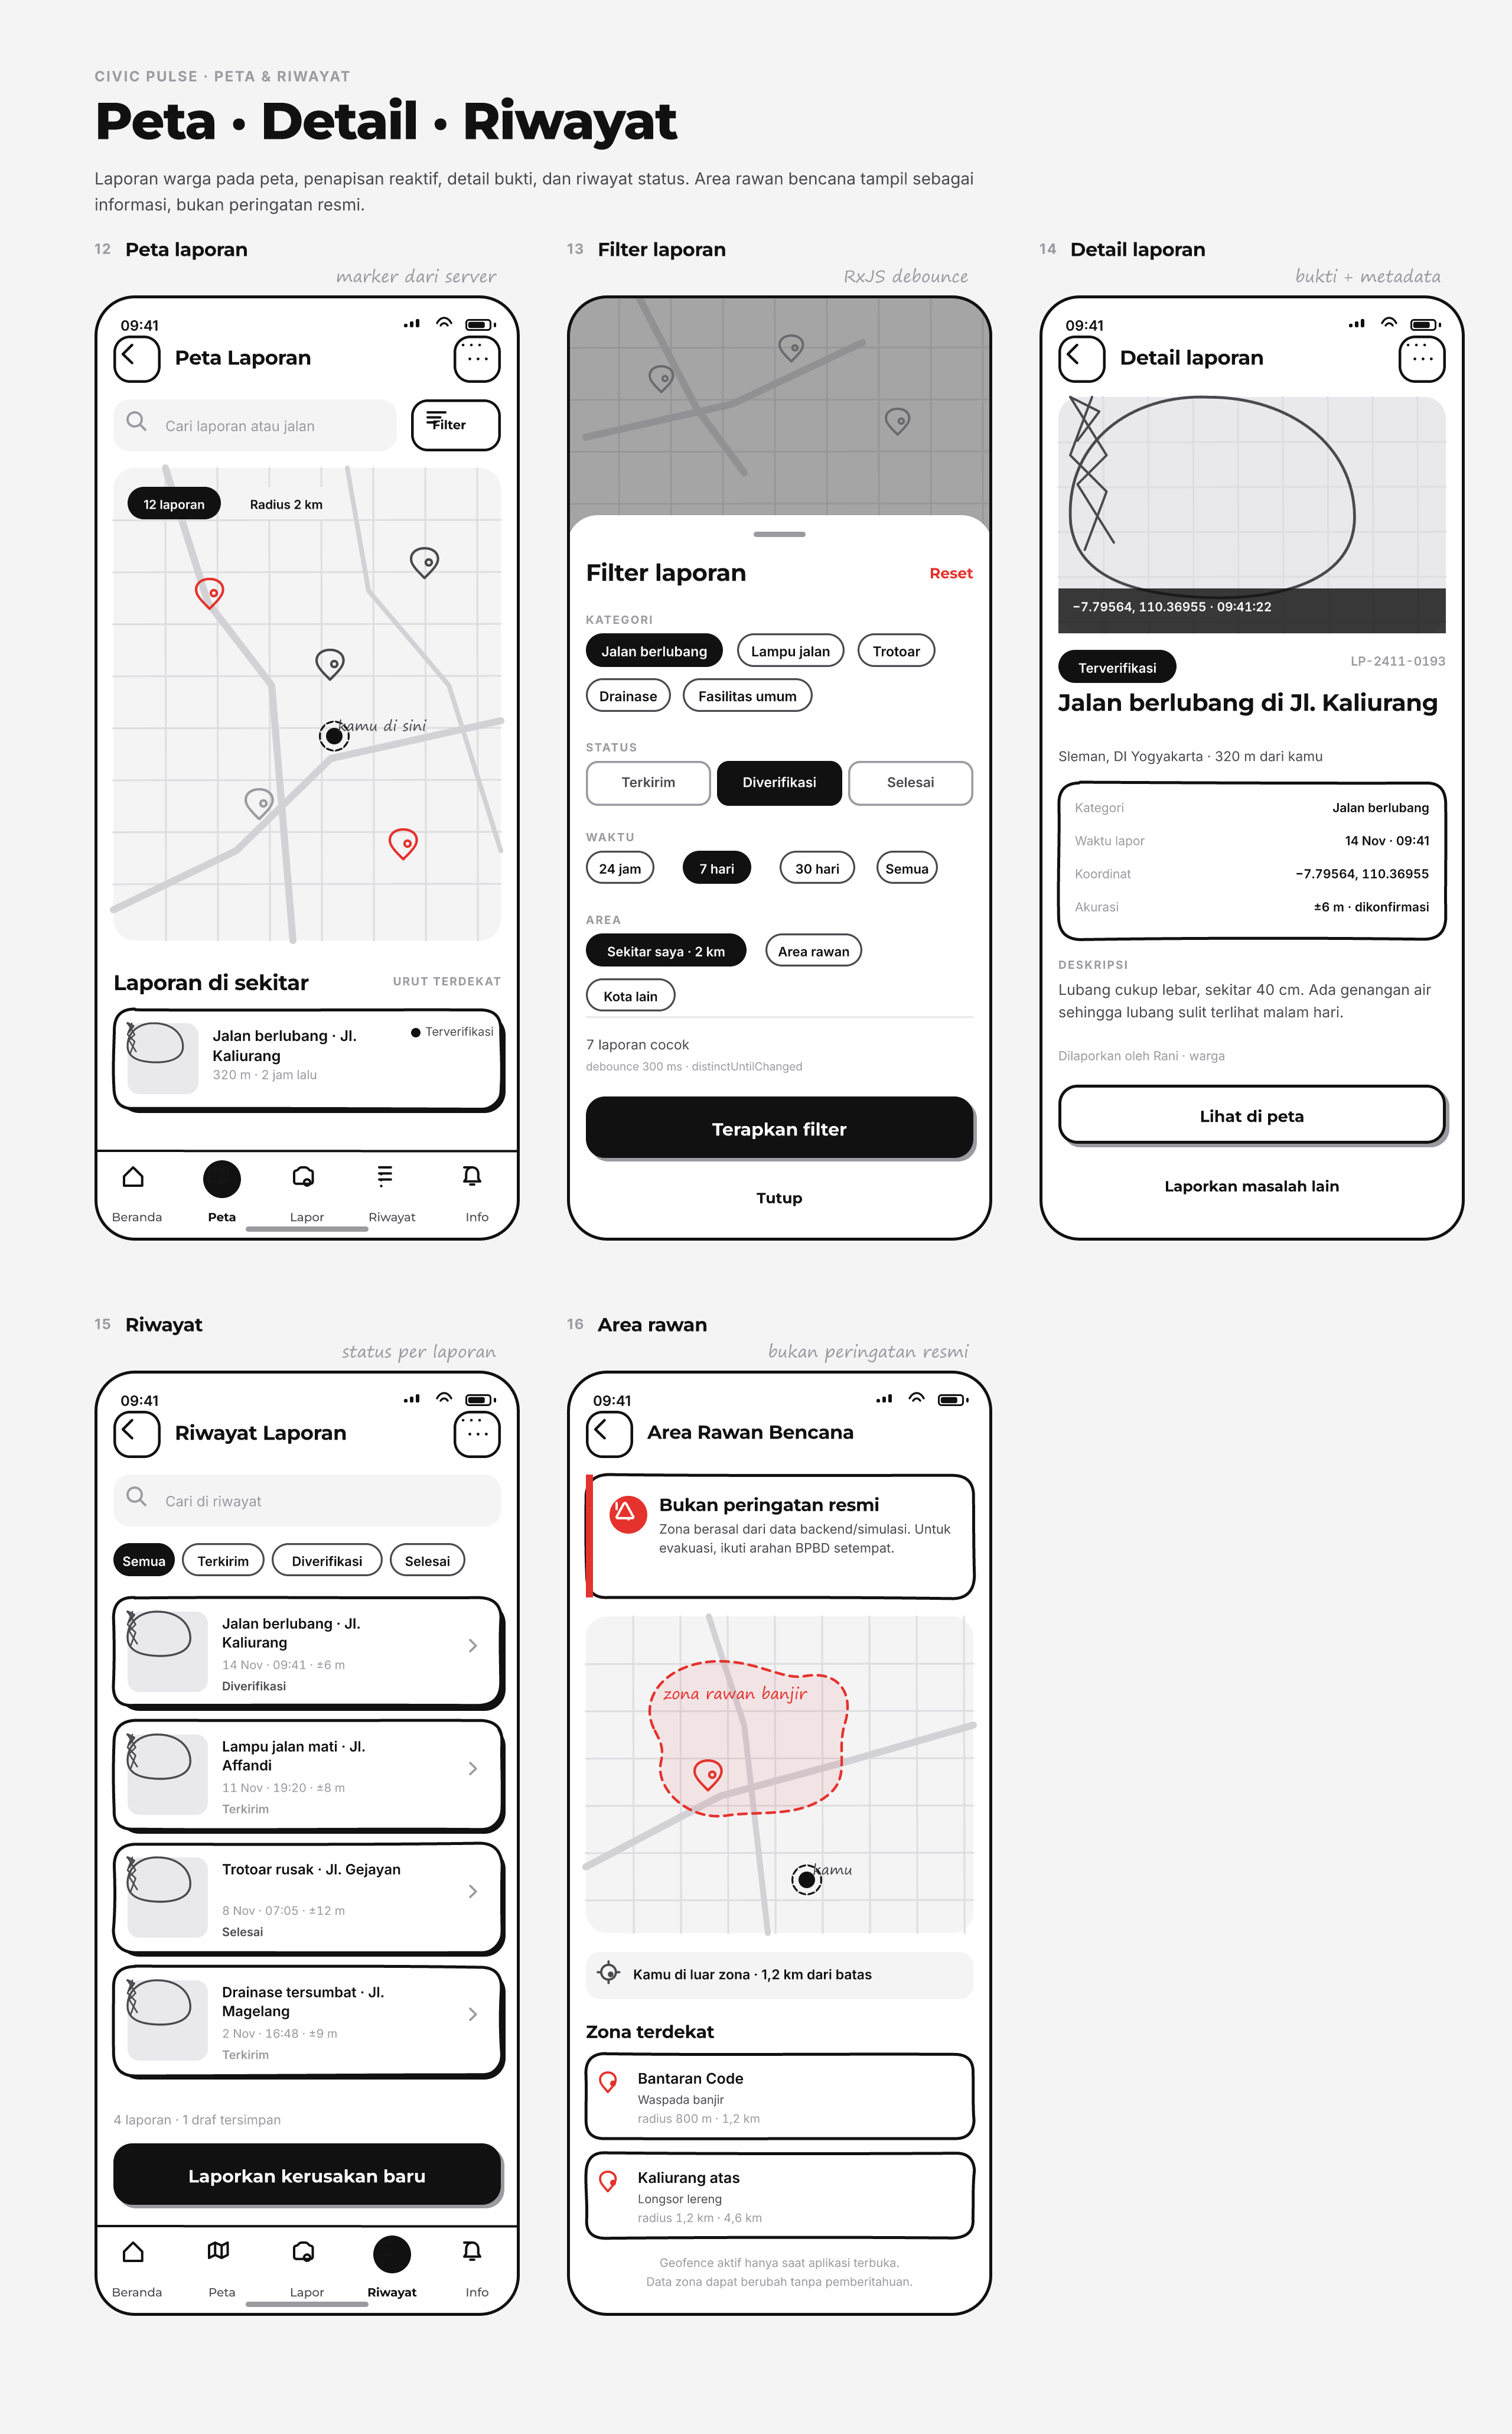 CIVIC PULSE · PETA & RIWAYAT
Peta · Detail · Riwayat
Laporan warga pada peta, penapisan reaktif, detail bukti, dan riwayat status. Area rawan bencana tampil sebagai
informasi, bukan peringatan resmi.
12 Peta laporan
marker dari server
09:41
Peta Laporan
Cari laporan atau jalan
Filter
12 laporan
Radius 2 km
kamu di sini
Laporan di sekitar
URUT TERDEKAT
Jalan berlubang · Jl.
Kaliurang
320 m · 2 jam lalu
Terverifikasi
Beranda
Peta
Lapor
Riwayat
Info
13 Filter laporan
RxJS debounce
Filter laporan
Reset
KATEGORI
Jalan berlubang
Lampu jalan
Trotoar
Drainase
Fasilitas umum
STATUS
Terkirim
Diverifikasi
Selesai
WAKTU
24 jam
7 hari
30 hari
Semua
AREA
Sekitar saya · 2 km
Area rawan
Kota lain
7 laporan cocok
debounce 300 ms · distinctUntilChanged
Terapkan filter
Tutup
14 Detail laporan
bukti + metadata
09:41
Detail laporan
−7.79564, 110.36955 · 09:41:22
Terverifikasi
LP-2411-0193
Jalan berlubang di Jl. Kaliurang
Sleman, DI Yogyakarta · 320 m dari kamu
Kategori
Jalan berlubang
Waktu lapor
14 Nov · 09:41
Koordinat
−7.79564, 110.36955
Akurasi
±6 m · dikonfirmasi
DESKRIPSI
Lubang cukup lebar, sekitar 40 cm. Ada genangan air
sehingga lubang sulit terlihat malam hari.
Dilaporkan oleh Rani · warga
Lihat di peta
Laporkan masalah lain
15 Riwayat
status per laporan
09:41
Riwayat Laporan
Cari di riwayat
Semua
Terkirim
Diverifikasi
Selesai
Jalan berlubang · Jl.
Kaliurang
14 Nov · 09:41 · ±6 m
Diverifikasi
Lampu jalan mati · Jl.
Affandi
11 Nov · 19:20 · ±8 m
Terkirim
Trotoar rusak · Jl. Gejayan
8 Nov · 07:05 · ±12 m
Selesai
Drainase tersumbat · Jl.
Magelang
2 Nov · 16:48 · ±9 m
Terkirim
4 laporan · 1 draf tersimpan
Laporkan kerusakan baru
Beranda
Peta
Lapor
Riwayat
Info
16 Area rawan
bukan peringatan resmi
09:41
Area Rawan Bencana
Bukan peringatan resmi
Zona berasal dari data backend/simulasi. Untuk
evakuasi, ikuti arahan BPBD setempat.
zona rawan banjir
kamu
Kamu di luar zona · 1,2 km dari batas
Zona terdekat
Bantaran Code
Waspada banjir
radius 800 m · 1,2 km
Kaliurang atas
Longsor lereng
radius 1,2 km · 4,6 km
Geofence aktif hanya saat aplikasi terbuka.
Data zona dapat berubah tanpa pemberitahuan.